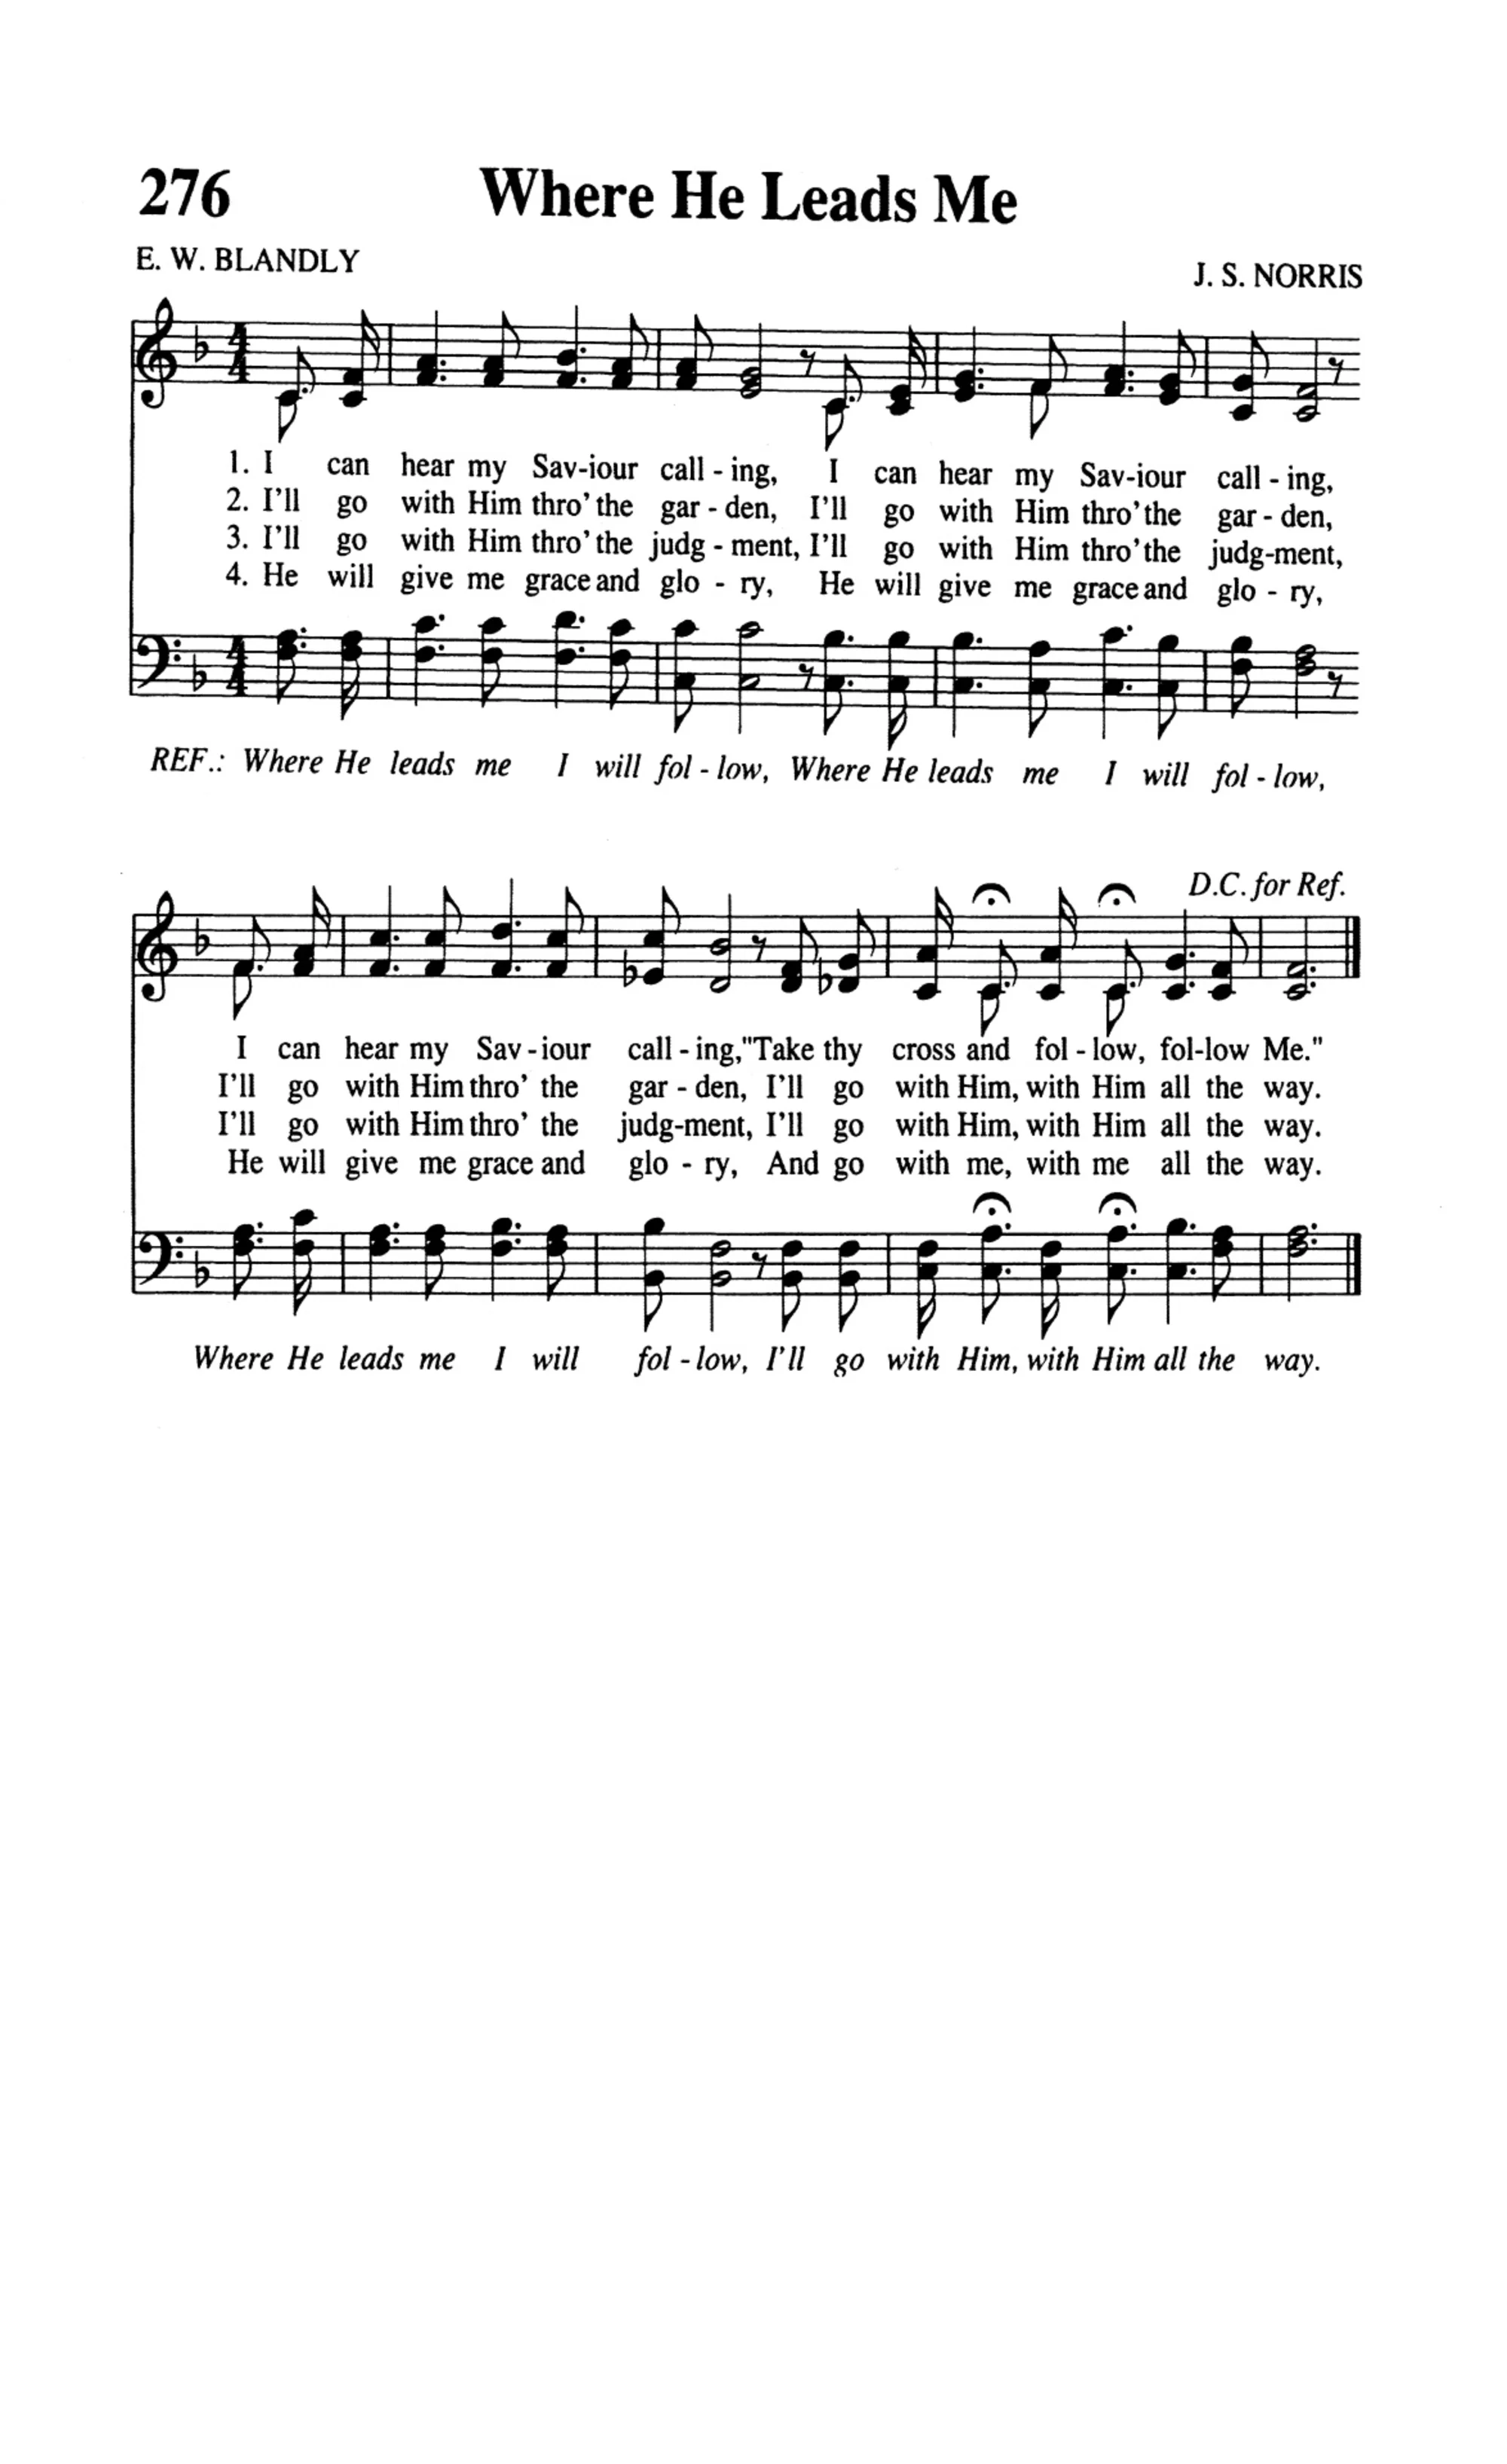 276 Where He Leads Me
E. W. BLANDLY
J. S. NORRIS
1. I can hear my Sav-iour call - ing, I can hear my Sav-iour call - ing,
2. I'll go with Him thro' the gar - den, I'll go with Him thro' the gar - den,
3. I'll go with Him thro' the judg - ment, I'll go with Him thro' the judg-ment,
4. He will give me grace and glo - ry, He will give me grace and glo - ry,
REF.: Where He leads me I will fol - low, Where He leads me I will fol - low,
D.C. for Ref.
I can hear my Sav - iour call - ing,"Take thy cross and fol - low, fol-low Me."
I'll go with Him thro' the gar - den, I'll go with Him, with Him all the way.
I'll go with Him thro' the judg-ment, I'll go with Him, with Him all the way.
He will give me grace and glo - ry, And go with me, with me all the way.
Where He leads me I will fol - low, I'll go with Him, with Him all the way.